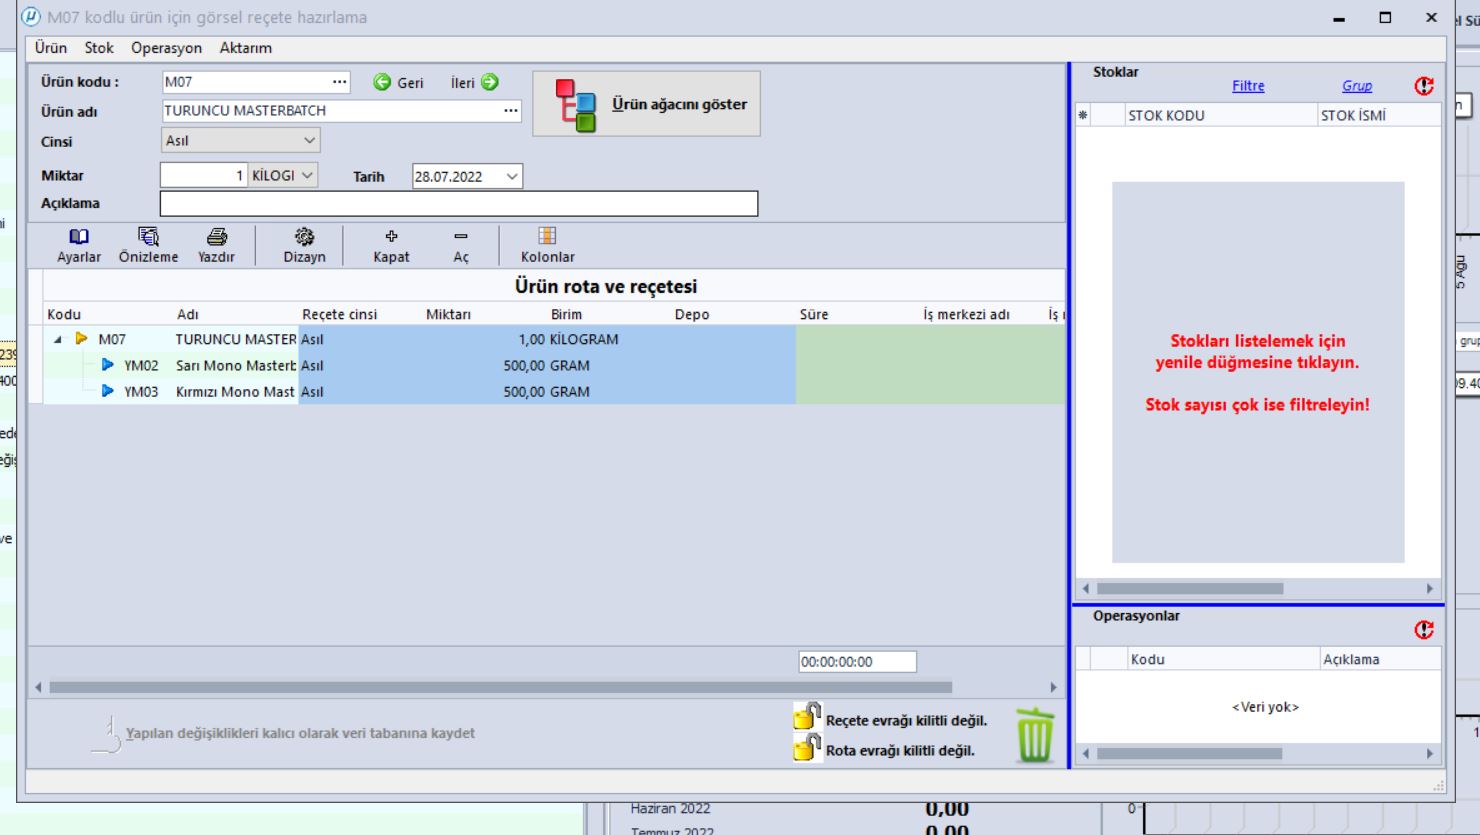 M07 kodlu ürün için görsel reçete hazırlama
Ürün Stok Operasyon Aktarım
Ürün kodu : M07 ... Geri İleri
Ürün ağacını göster
Ürün adı TURUNCU MASTERBATCH ...
Cinsi Asıl
Miktar 1 KİLOGI Tarih 28.07.2022
Açıklama
Ayarlar Önizleme Yazdır Dizayn Kapat Aç Kolonlar
Ürün rota ve reçetesi
Kodu Adı Reçete cinsi Miktarı Birim Depo Süre İş merkezi adı İş
M07 TURUNCU MASTER Asıl 1,00 KİLOGRAM
YM02 Sarı Mono Masterb Asıl 500,00 GRAM
YM03 Kırmızı Mono Mast Asıl 500,00 GRAM
00:00:00:00
Yapılan değişiklikleri kalıcı olarak veri tabanına kaydet
Reçete evrağı kilitli değil.
Rota evrağı kilitli değil.
Stoklar
Filtre Grup
STOK KODU STOK İSMİ
Stokları listelemek için
yenile düğmesine tıklayın.
Stok sayısı çok ise filtreleyin!
Operasyonlar
Kodu Açıklama
<Veri yok>
Haziran 2022 0,00
Temmuz 2022 0,00
0
5 Ağu